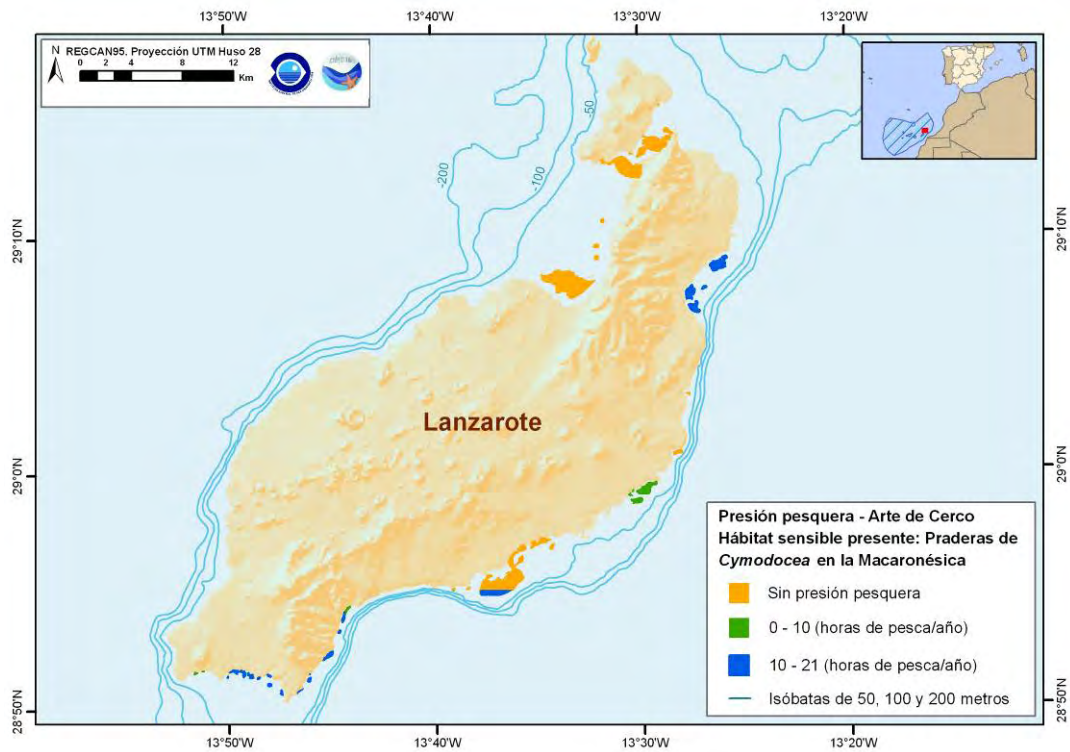 13°50'W 13°40'W 13°30'W 13°20'W
N REGCAN95. Proyección UTM Huso 28
0 2 4 8 12
Km
-50
-100
-200
29°10'N 29°10'N
Lanzarote
29°0'N 29°0'N
Presión pesquera - Arte de Cerco
Hábitat sensible presente: Praderas de
Cymodocea en la Macaronésica
Sin presión pesquera
0 - 10 (horas de pesca/año)
10 - 21 (horas de pesca/año)
Isóbatas de 50, 100 y 200 metros
28°50'N 28°50'N
13°50'W 13°40'W 13°30'W 13°20'W